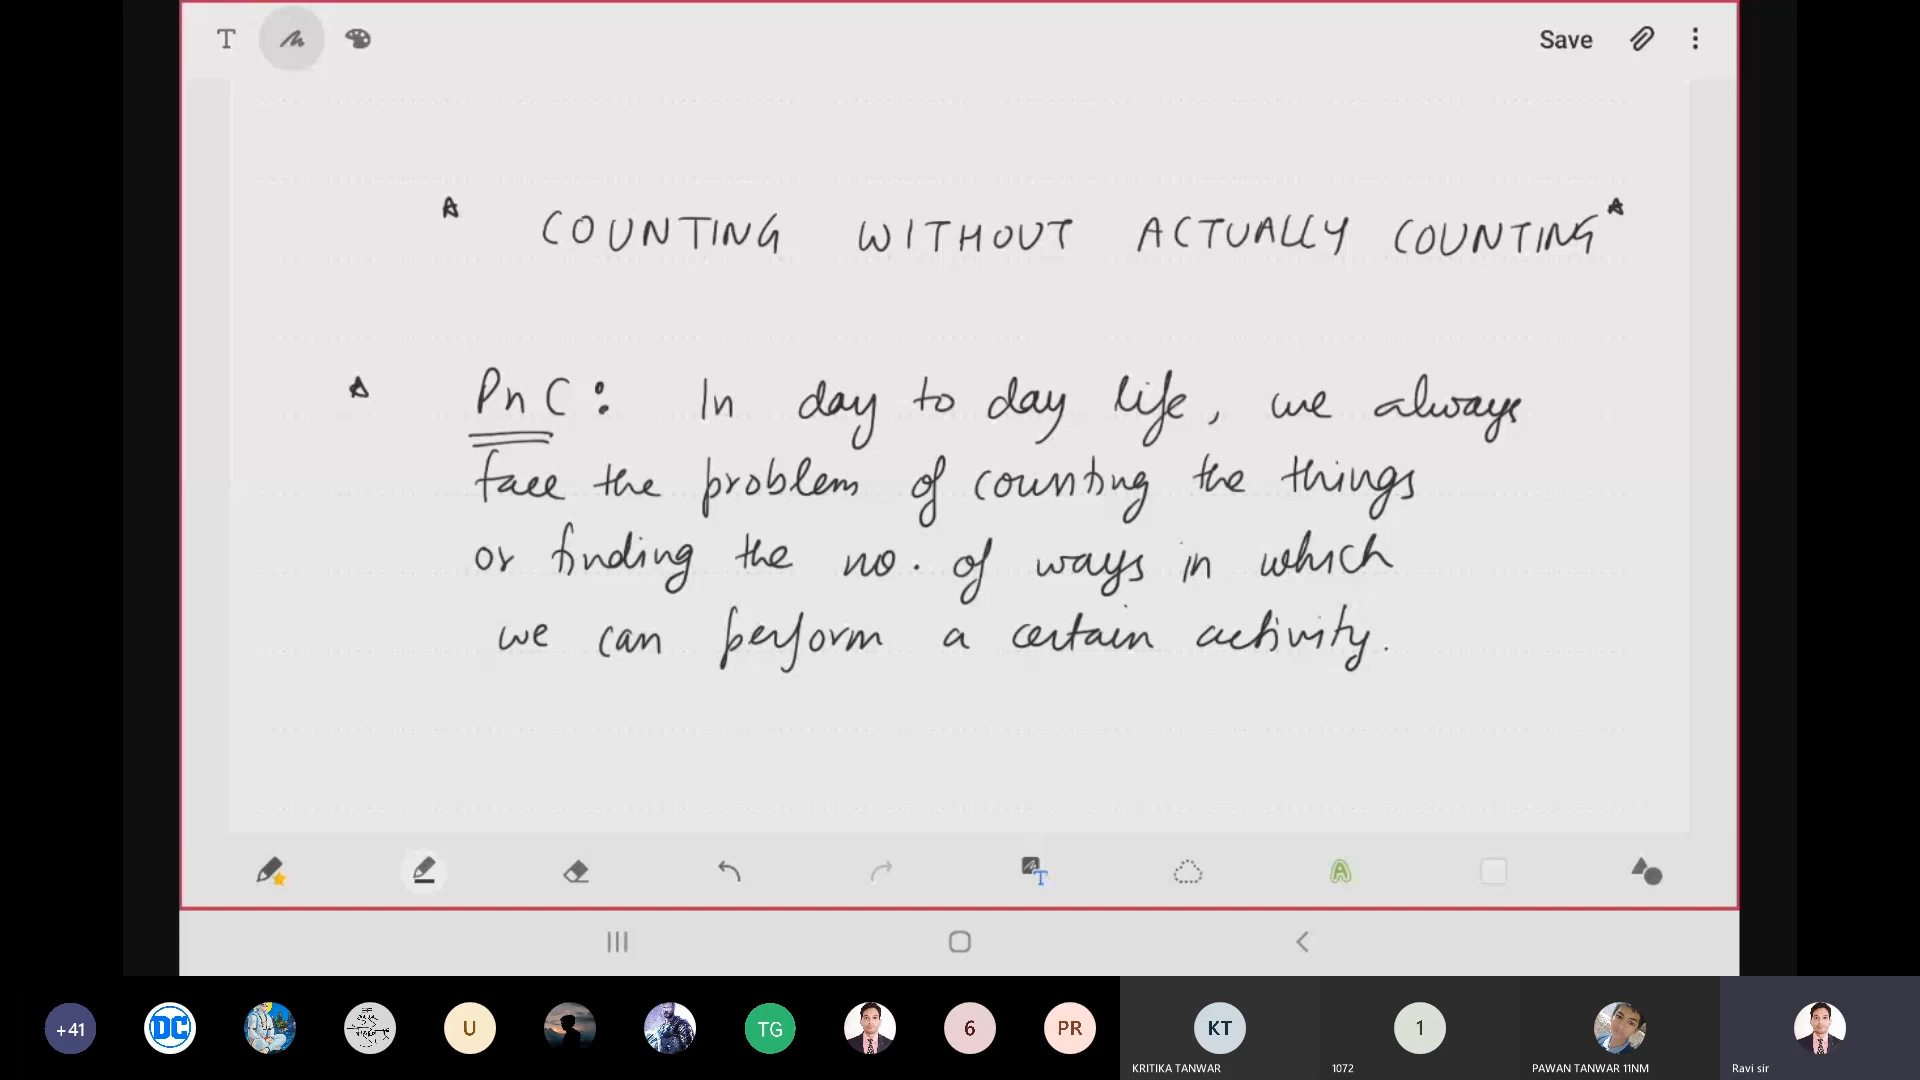 T Save
COUNTING WITHOUT ACTUALLY COUNTING
PnC: In day to day life, we always
face the problem of counting the things
or finding the no. of ways in which
we can perform a certain activity.
T A
+41 DC U TG 6 PR KT 1
KRITIKA TANWAR 1072 PAWAN TANWAR 11NM Ravi sir